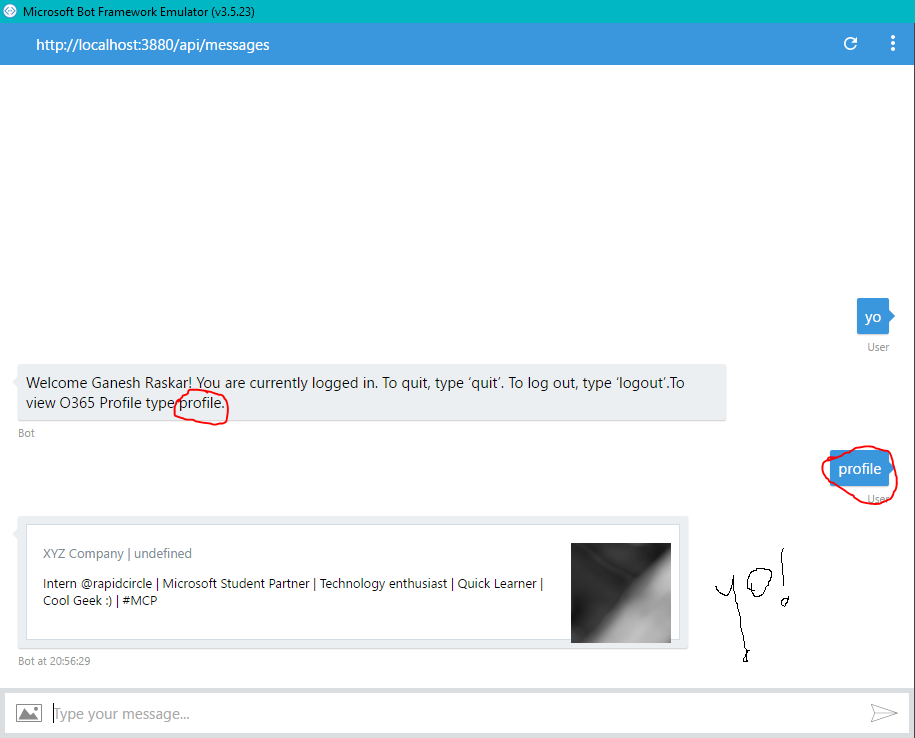 Microsoft Bot Framework Emulator (v3.5.23)
http://localhost:3880/api/messages
yo
User
Welcome Ganesh Raskar! You are currently logged in. To quit, type ‘quit’. To log out, type ‘logout’.To
view O365 Profile type profile.
Bot
profile
User
XYZ Company | undefined
Intern @rapidcircle | Microsoft Student Partner | Technology enthusiast | Quick Learner |
Cool Geek :) | #MCP
yo!
Bot at 20:56:29
Type your message...